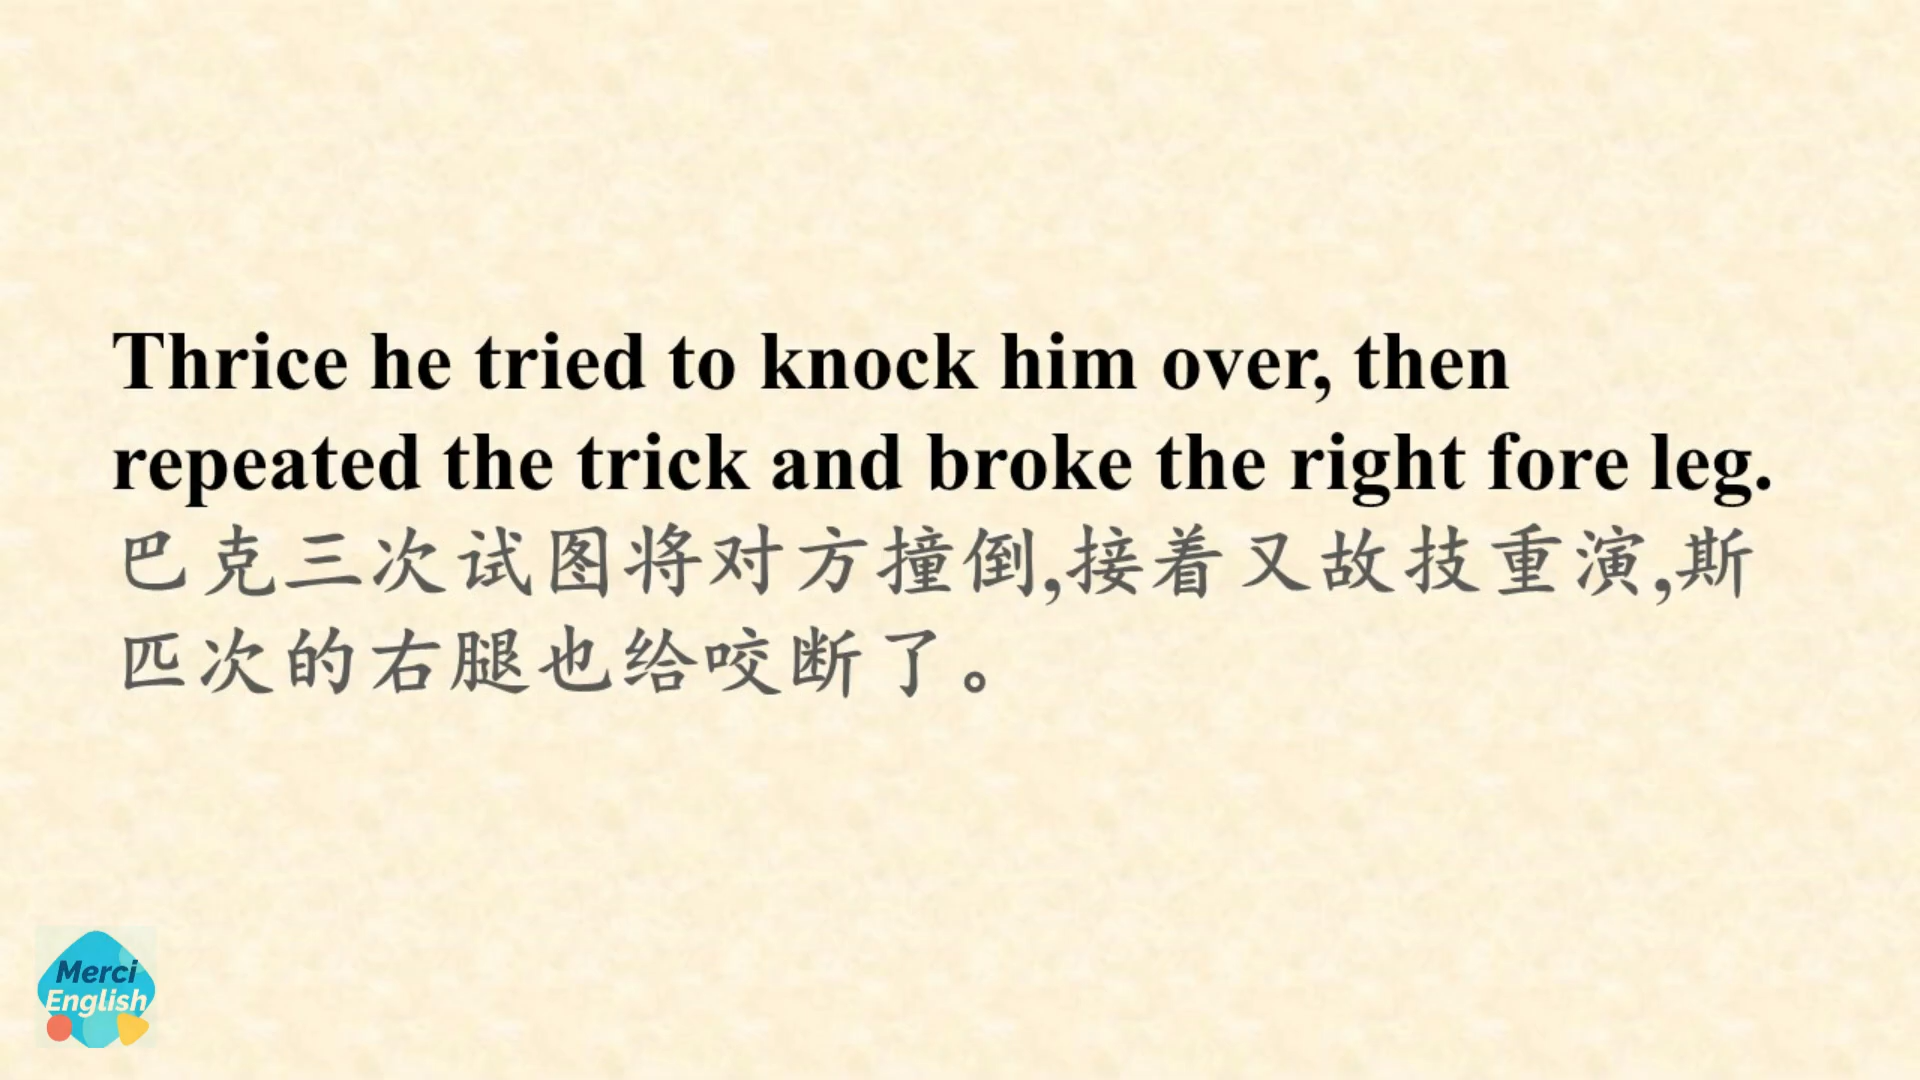 Thrice he tried to knock him over, then
repeated the trick and broke the right fore leg.
巴克三次试图将对方撞倒,接着又故技重演,斯
匹次的右腿也给咬断了。
Merci
English